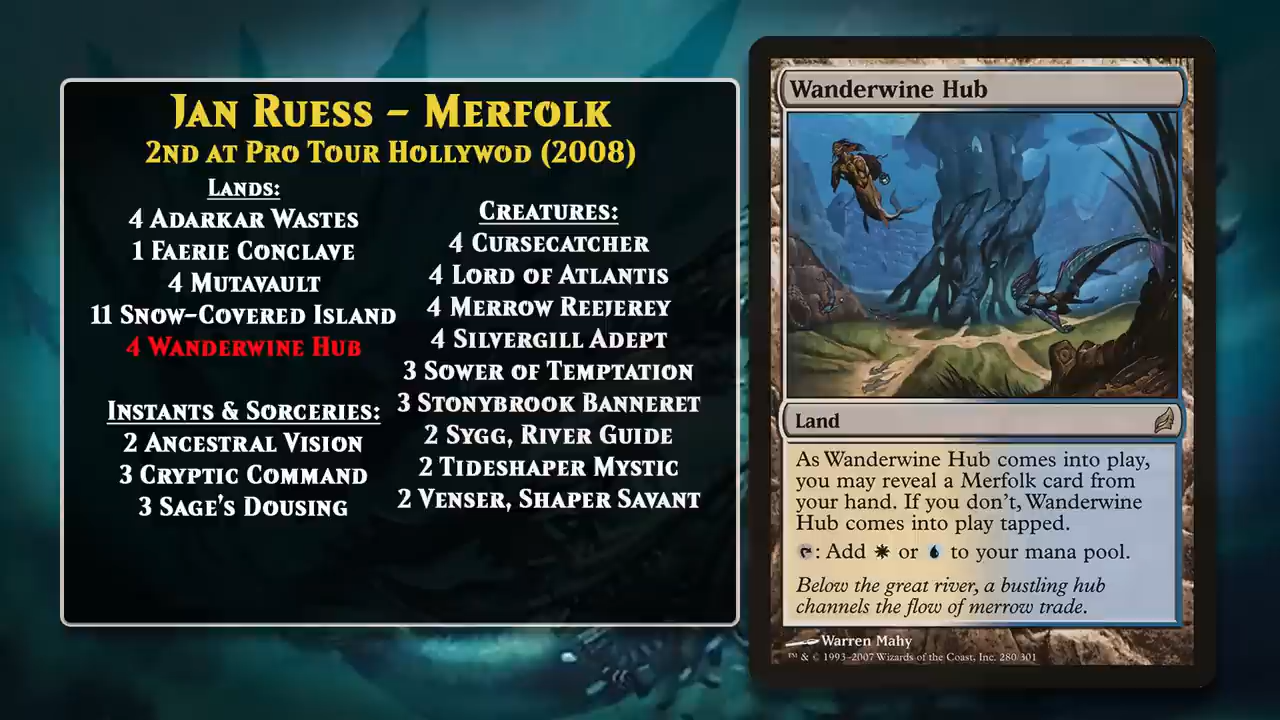 Jan Ruess – Merfolk
2nd at Pro Tour Hollywod (2008)
Lands:
4 Adarkar Wastes
1 Faerie Conclave
4 Mutavault
11 Snow-Covered Island
4 Wanderwine Hub
Instants & Sorceries:
2 Ancestral Vision
3 Cryptic Command
3 Sage's Dousing
Creatures:
4 Cursecatcher
4 Lord of Atlantis
4 Merrow Reejerey
4 Silvergill Adept
3 Sower of Temptation
3 Stonybrook Banneret
2 Sygg, River Guide
2 Tideshaper Mystic
2 Venser, Shaper Savant
Wanderwine Hub
Land
As Wanderwine Hub comes into play,
you may reveal a Merfolk card from
your hand. If you don't, Wanderwine
Hub comes into play tapped.
: Add or to your mana pool.
Below the great river, a bustling hub
channels the flow of merrow trade.
Warren Mahy
™ & © 1993–2007 Wizards of the Coast, Inc. 280/301